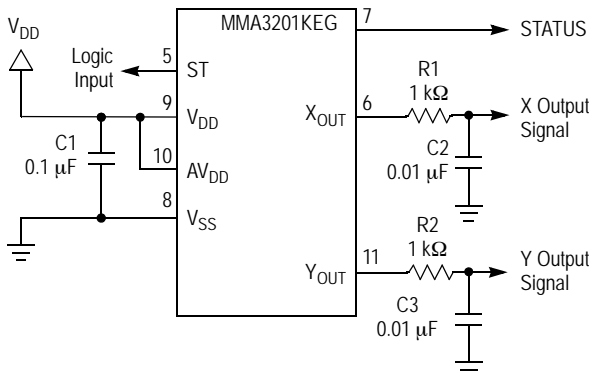 V_DD
Logic
Input
5
ST
9
V_DD
C1
0.1 μF
10
AV_DD
8
V_SS
MMA3201KEG
7
STATUS
X_OUT
6
R1
1 kΩ
X Output
Signal
C2
0.01 μF
Y_OUT
11
R2
1 kΩ
Y Output
Signal
C3
0.01 μF